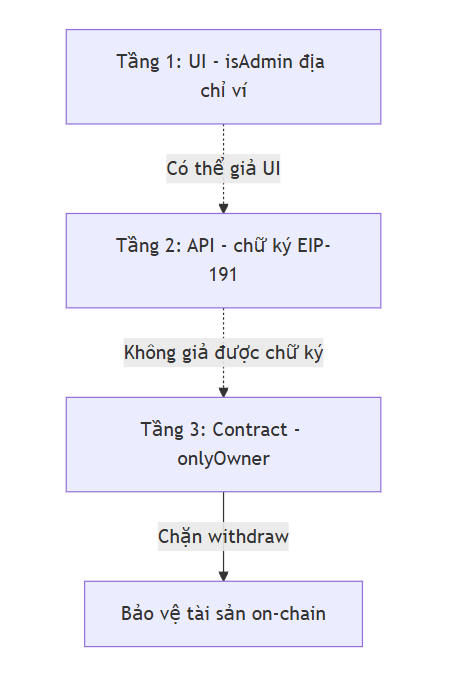 Tầng 1: UI - isAdmin địa
chỉ ví
Có thể giả UI
Tầng 2: API - chữ ký EIP-
191
Không giả được chữ ký
Tầng 3: Contract -
onlyOwner
Chặn withdraw
Bảo vệ tài sản on-chain